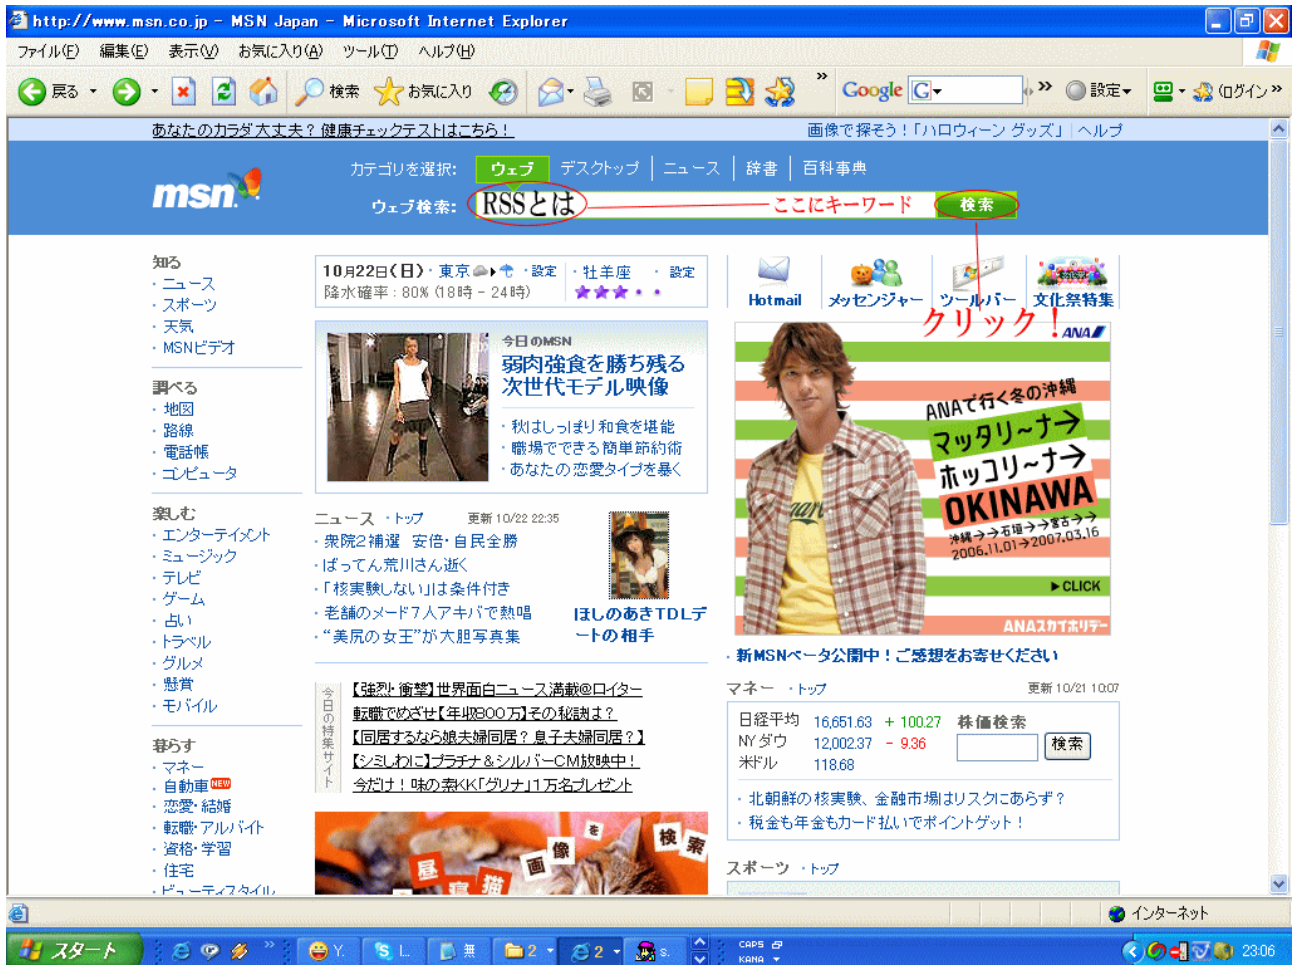 http://www.msn.co.jp - MSN Japan - Microsoft Internet Explorer
ファイル(F) 編集(E) 表示(V) お気に入り(A) ツール(T) ヘルプ(H)
戻る 検索 お気に入り » Google G » 設定 (ログイン »
あなたのカラダ大丈夫?健康チェックテストはこちら! 画像で探そう!「ハロウィーン グッズ」 | ヘルプ
msn
カテゴリを選択: ウェブ デスクトップ ニュース 辞書 百科事典
ウェブ検索: RSSとは ここにキーワード 検索
クリック!
知る
・ニュース
・スポーツ
・天気
・MSNビデオ
調べる
・地図
・路線
・電話帳
・コンピュータ
楽しむ
・エンターテイメント
・ミュージック
・テレビ
・ゲーム
・占い
・トラベル
・グルメ
・懸賞
・モバイル
暮らす
・マネー
・自動車 NEW
・恋愛・結婚
・転職・アルバイト
・資格・学習
・住宅
・ビューティスタイル
10月22日(日)・東京 ・設定 ・牡羊座 ・設定
降水確率:80% (18時 - 24時) ★★★・・
今日のMSN
弱肉強食を勝ち残る
次世代モデル映像
・秋はしっぽり和食を堪能
・職場でできる簡単節約術
・あなたの恋愛タイプを暴く
ニュース ・トップ 更新 10/22 22:35
・衆院2補選 安倍・自民全勝
・ばってん荒川さん逝く
・「核実験しない」は条件付き
・老舗のメード7人アキバで熱唱
・“美尻の女王”が大胆写真集
ほしのあきTDLデ
ートの相手
今日の特集サイト
【強烈・衝撃】世界面白ニュース満載@ロイター
転職でめざせ【年収800万】その秘訣は?
【同居するなら娘夫婦同居?息子夫婦同居?】
【シミしわに】プラチナ&シルバーCM放映中!
今だけ!味の素KK「グリナ」1万名プレゼント
昼寝猫 画像を検索
Hotmail メッセンジャー ツールバー 文化祭特集
ANA
ANAで行く冬の沖縄
マッタリ〜ナ→
ホッコリ〜ナ→
OKINAWA
沖縄→→石垣→→宮古→→
2006.11.01→2007.03.16
►CLICK
ANAスカイホリデー
・新MSNベータ公開中!ご感想をお寄せください
マネー ・トップ 更新 10/21 10:07
日経平均 16,651.63 + 100.27 株価検索
NYダウ 12,002.37 - 9.36 検索
米ドル 118.68
・北朝鮮の核実験、金融市場はリスクにあらず?
・税金も年金もカード払いでポイントゲット!
スポーツ ・トップ
インターネット
スタート » Y. L. 無 2 2 s. CAPS KANA 23:06